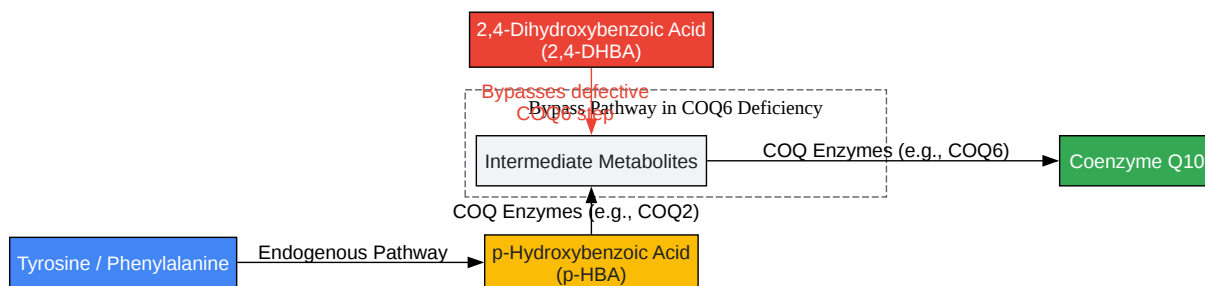 2,4-Dihydroxybenzoic Acid
(2,4-DHBA)
Bypasses defective
COQ6 step
Bypass Pathway in COQ6 Deficiency
Intermediate Metabolites
COQ Enzymes (e.g., COQ6)
Coenzyme Q10
COQ Enzymes (e.g., COQ2)
Tyrosine / Phenylalanine
Endogenous Pathway
p-Hydroxybenzoic Acid
(p-HBA)